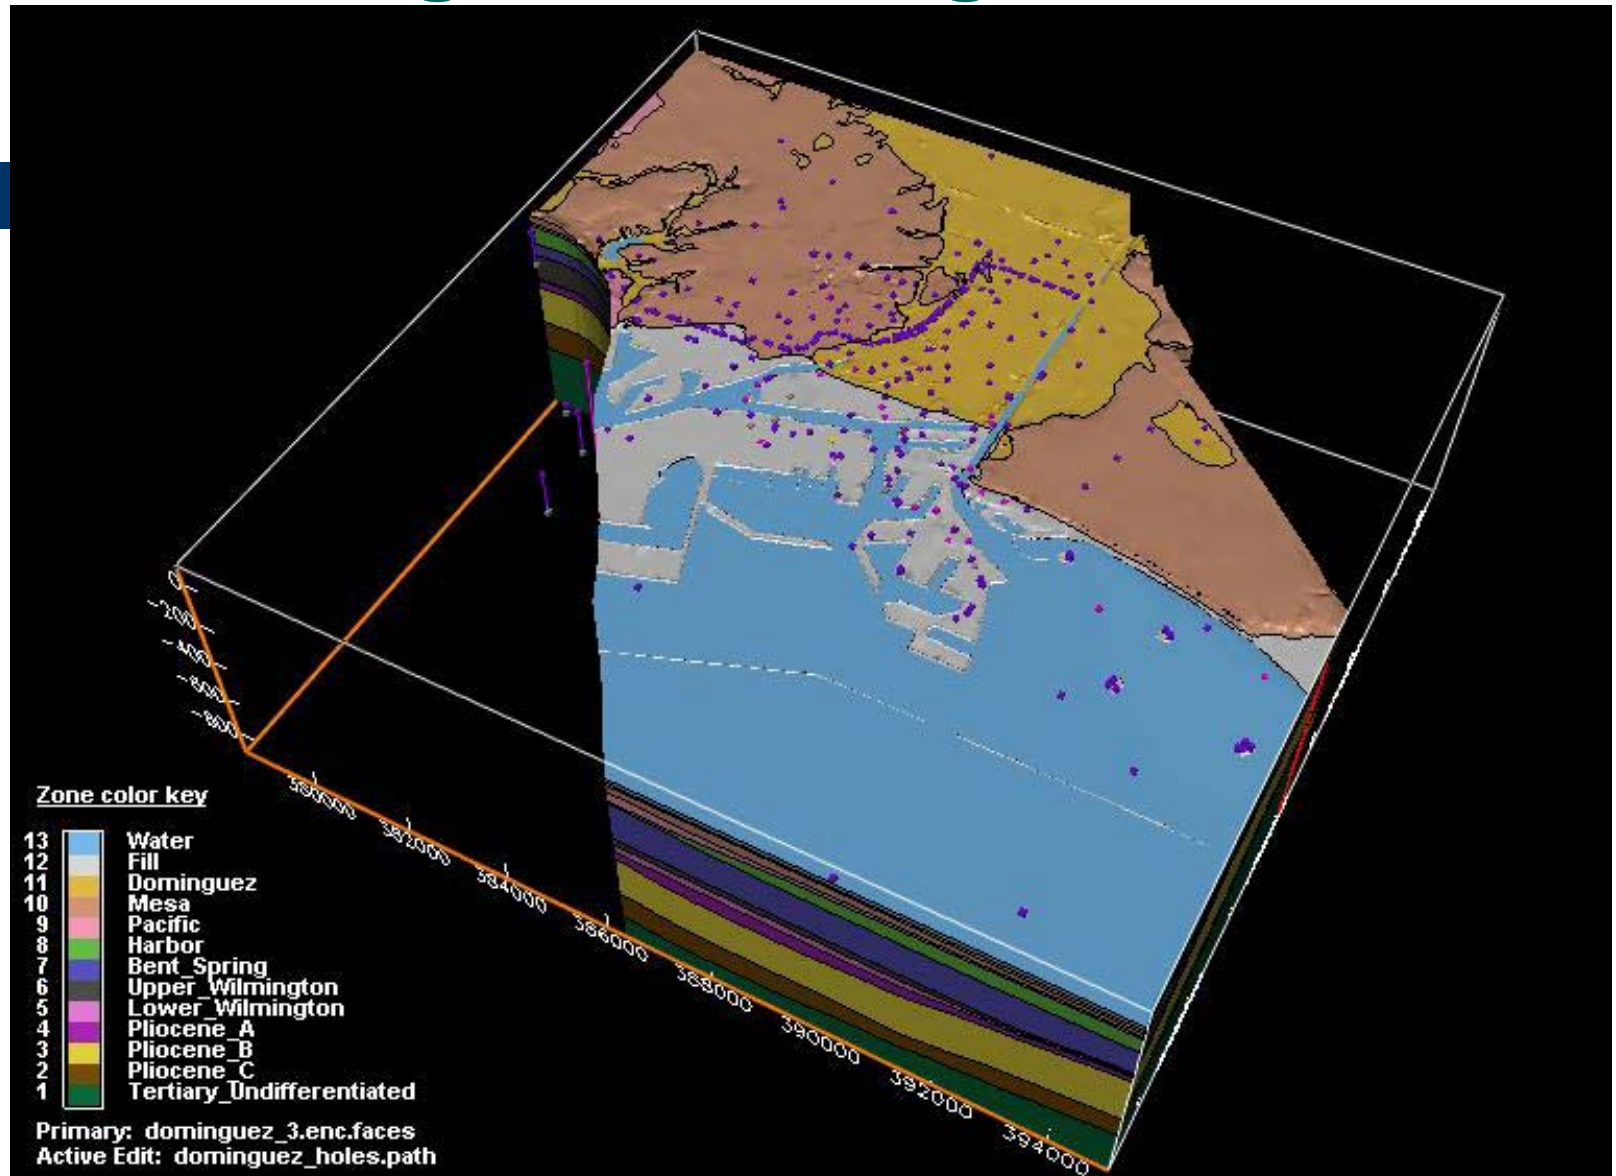 0
-200
-400
-600
-800
380000
382000
384000
386000
388000
390000
392000
394000
Zone color key
13 Water
12 Fill
11 Dominguez
10 Mesa
9 Pacific
8 Harbor
7 Bent_Spring
6 Upper_Wilmington
5 Lower_Wilmington
4 Pliocene_A
3 Pliocene_B
2 Pliocene_C
1 Tertiary_Undifferentiated
Primary: dominguez_3.enc.faces
Active Edit: dominguez_holes.path